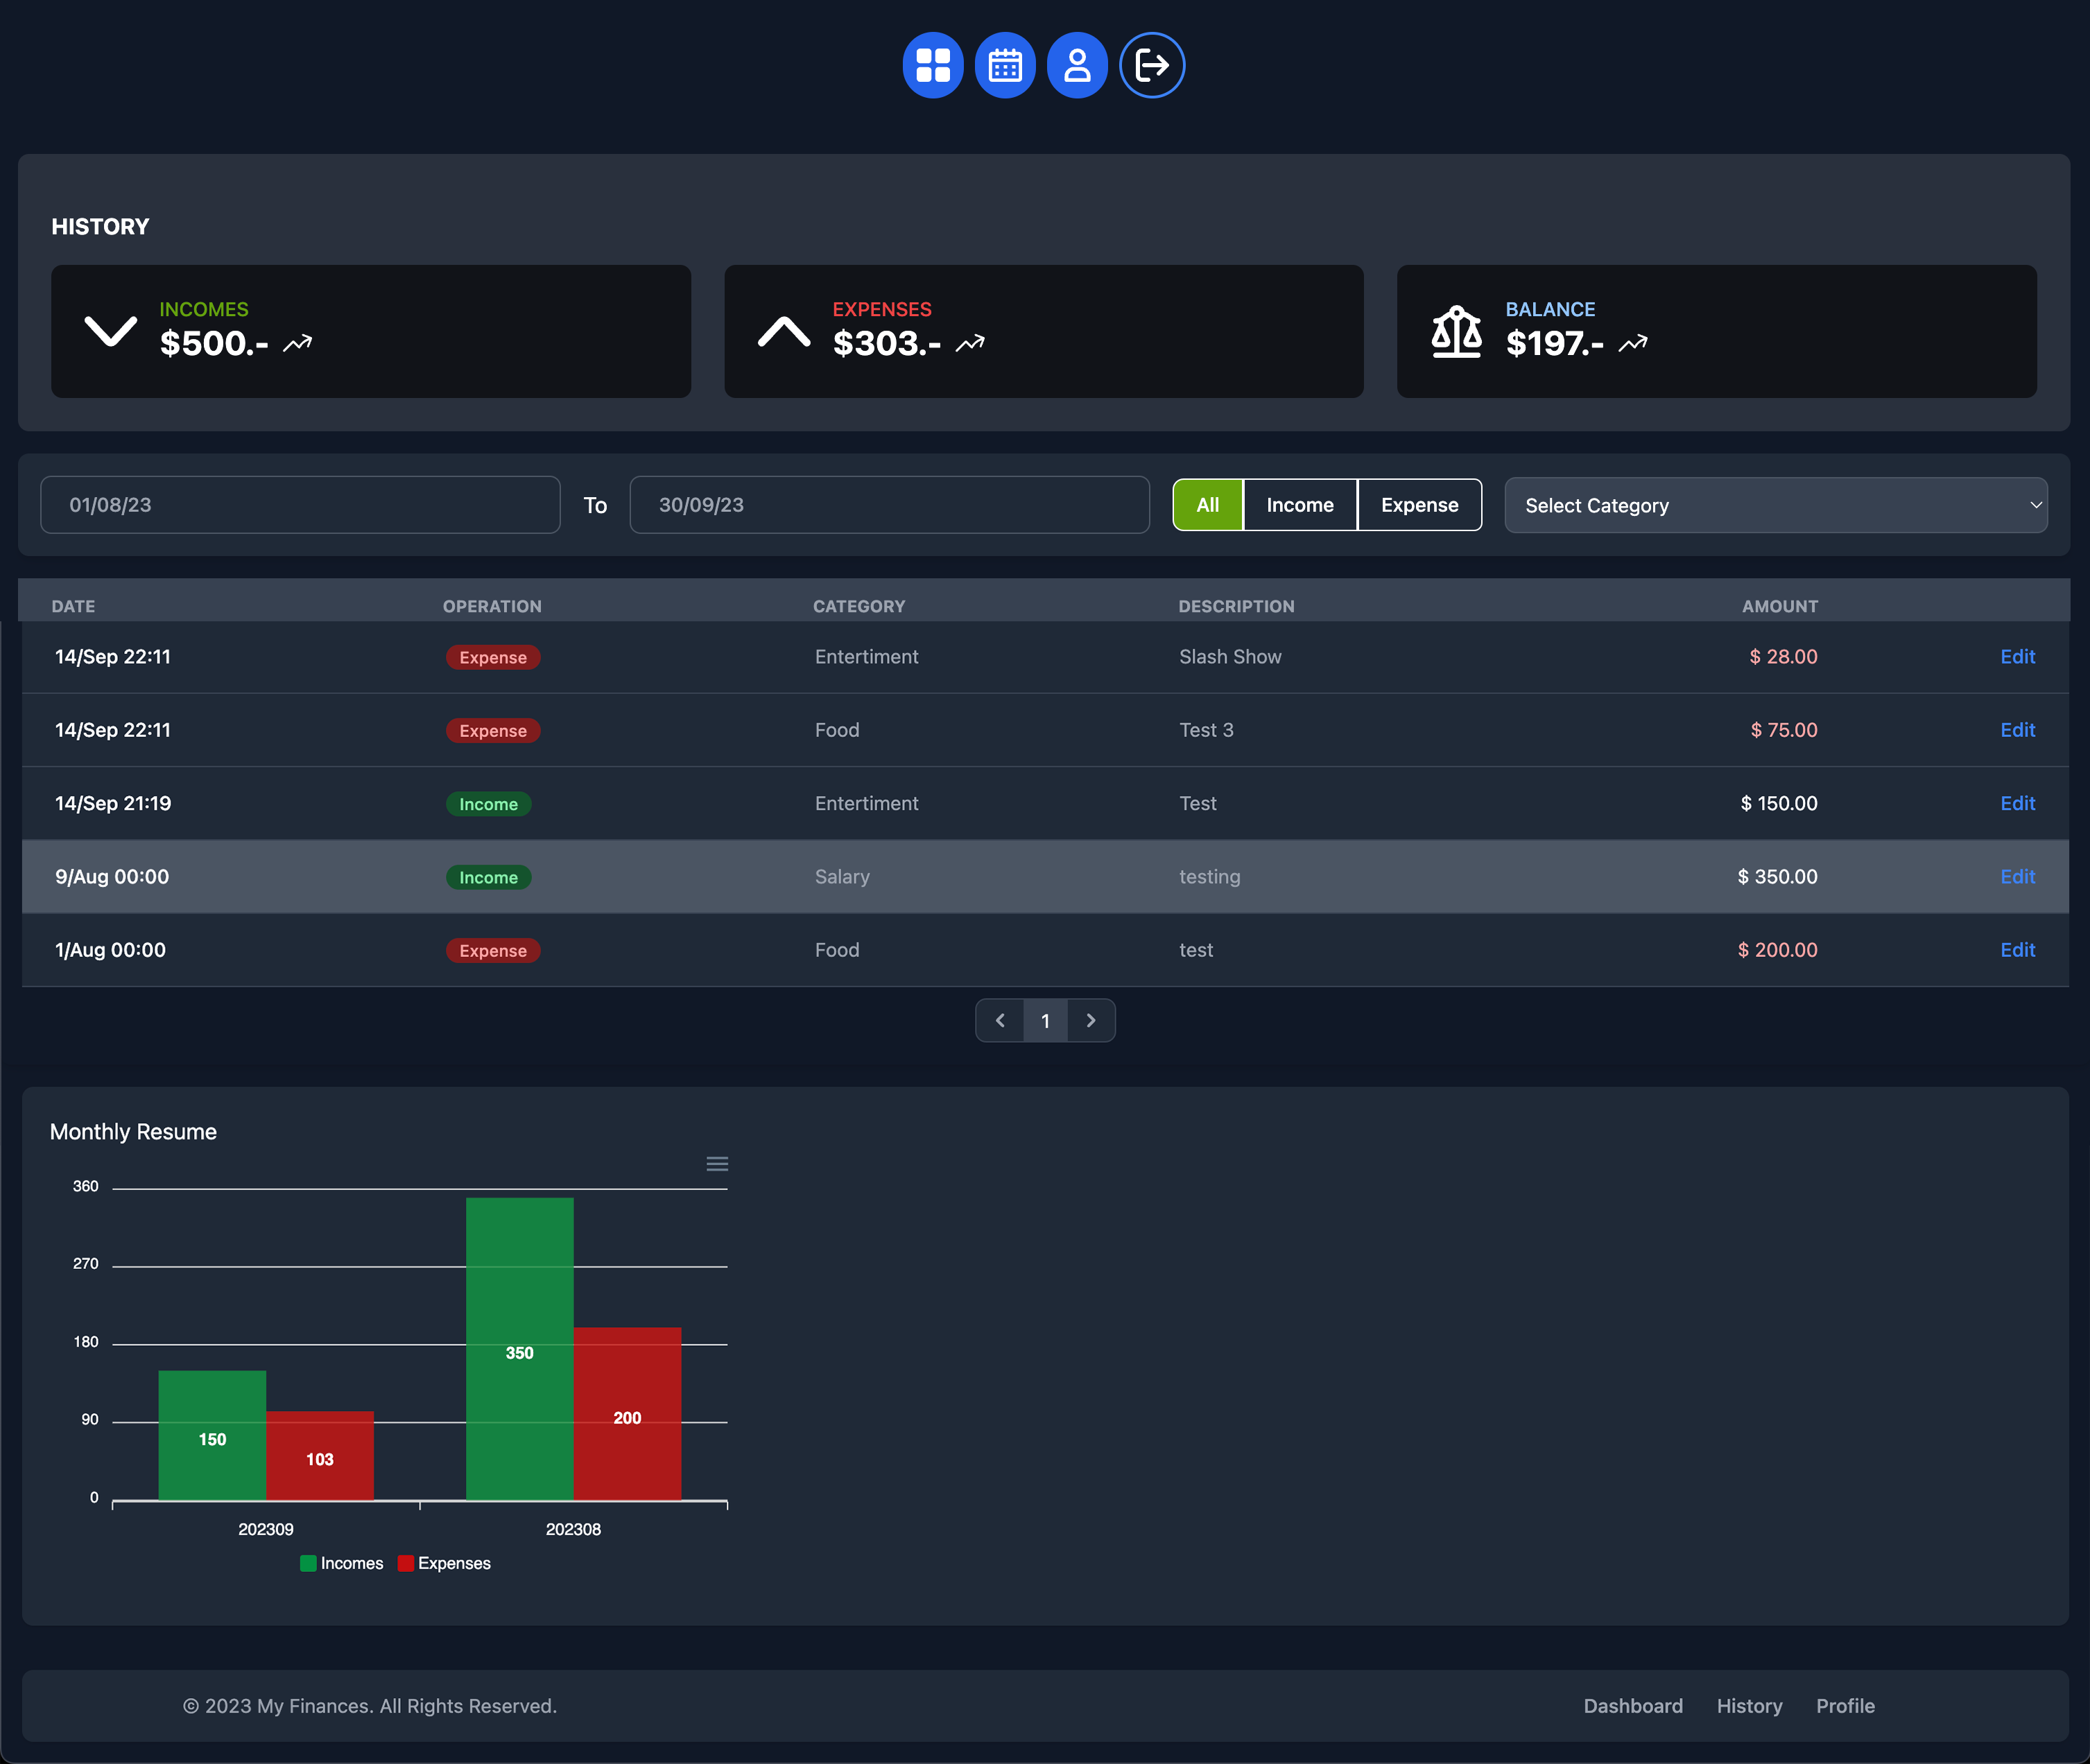 HISTORY
INCOMES
$500.-
EXPENSES
$303.-
BALANCE
$197.-
01/08/23 To 30/09/23 All Income Expense Select Category
DATE OPERATION CATEGORY DESCRIPTION AMOUNT
14/Sep 22:11 Expense Entertiment Slash Show $ 28.00 Edit
14/Sep 22:11 Expense Food Test 3 $ 75.00 Edit
14/Sep 21:19 Income Entertiment Test $ 150.00 Edit
9/Aug 00:00 Income Salary testing $ 350.00 Edit
1/Aug 00:00 Expense Food test $ 200.00 Edit
1
Monthly Resume
360
270
180
90
0
350
200
150
103
202309 202308
Incomes Expenses
© 2023 My Finances. All Rights Reserved. Dashboard History Profile